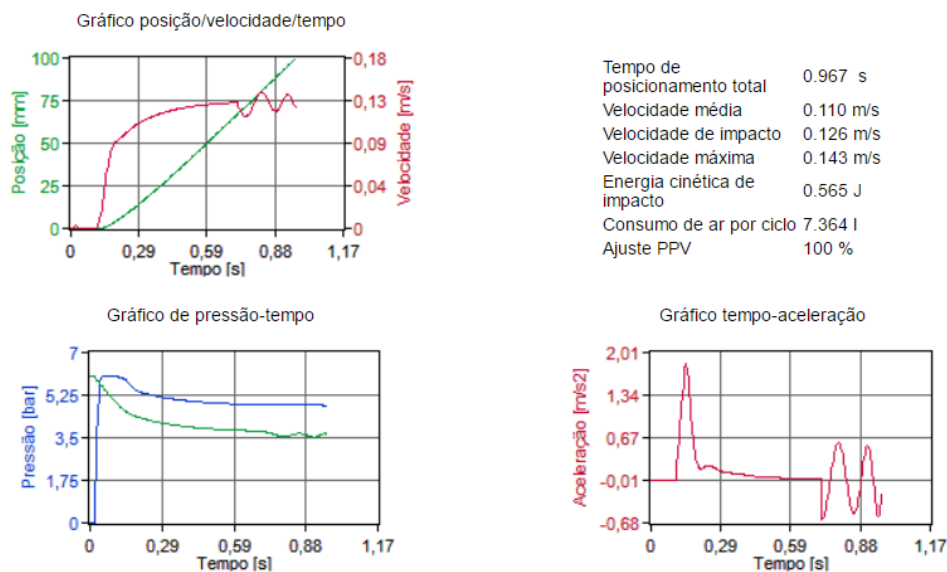 Gráfico posição/velocidade/tempo
100
75
50
25
0
Posição [mm]
0,18
0,13
0,09
0,04
0
Velocidade [m/s]
0 0,29 0,59 0,88 1,17
Tempo [s]
Tempo de
posicionamento total 0.967 s
Velocidade média 0.110 m/s
Velocidade de impacto 0.126 m/s
Velocidade máxima 0.143 m/s
Energia cinética de
impacto 0.565 J
Consumo de ar por ciclo 7.364 l
Ajuste PPV 100 %
Gráfico de pressão-tempo
7
5,25
3,5
1,75
0
Pressão [bar]
0 0,29 0,59 0,88 1,17
Tempo [s]
Gráfico tempo-aceleração
2,01
1,34
0,67
-0,01
-0,68
Aceleração [m/s2]
0 0,29 0,59 0,88 1,17
Tempo [s]